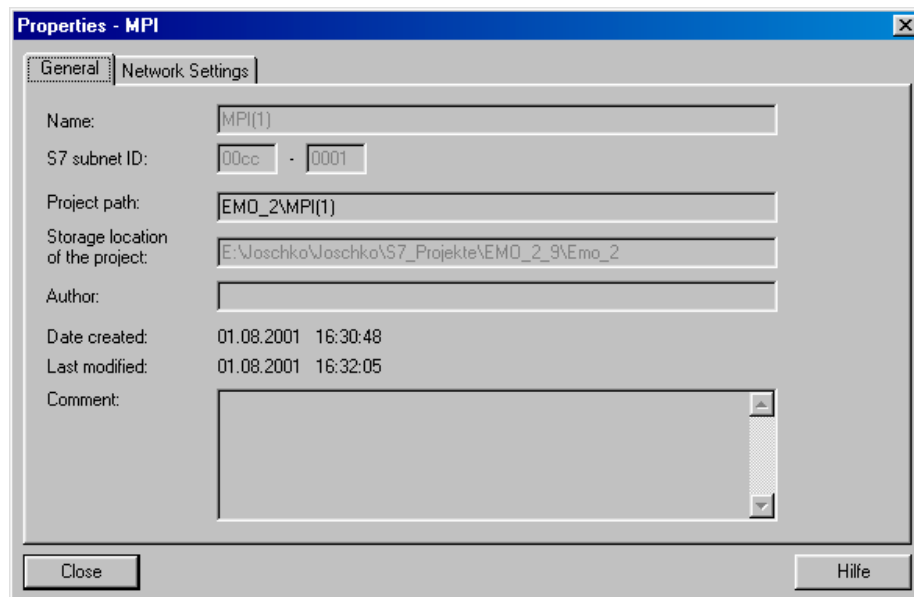 Properties - MPI
General Network Settings
Name: MPI(1)
S7 subnet ID: 00cc - 0001
Project path: EMO_2\MPI(1)
Storage location
of the project: E:\Joschko\Joschko\S7_Projekte\EMO_2_9\Emo_2
Author:
Date created: 01.08.2001 16:30:48
Last modified: 01.08.2001 16:32:05
Comment:
Close Hilfe